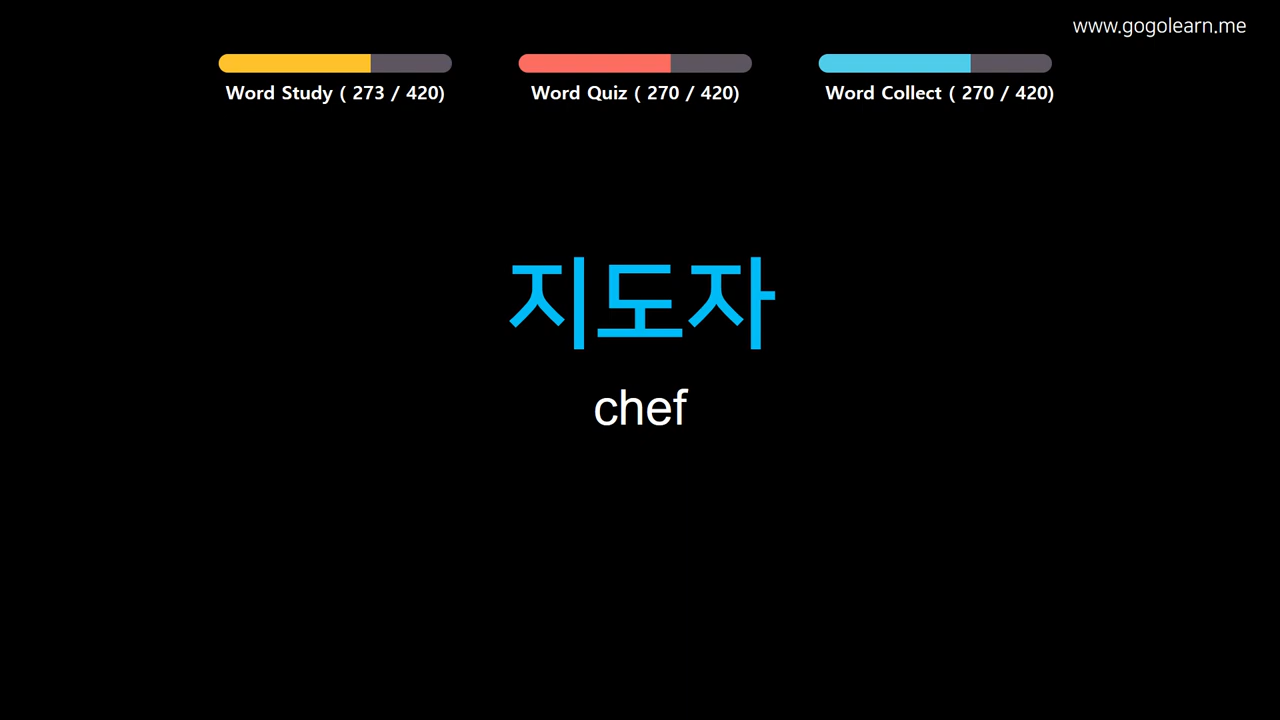 www.gogolearn.me
Word Study ( 273 / 420)
Word Quiz ( 270 / 420)
Word Collect ( 270 / 420)
지도자
chef